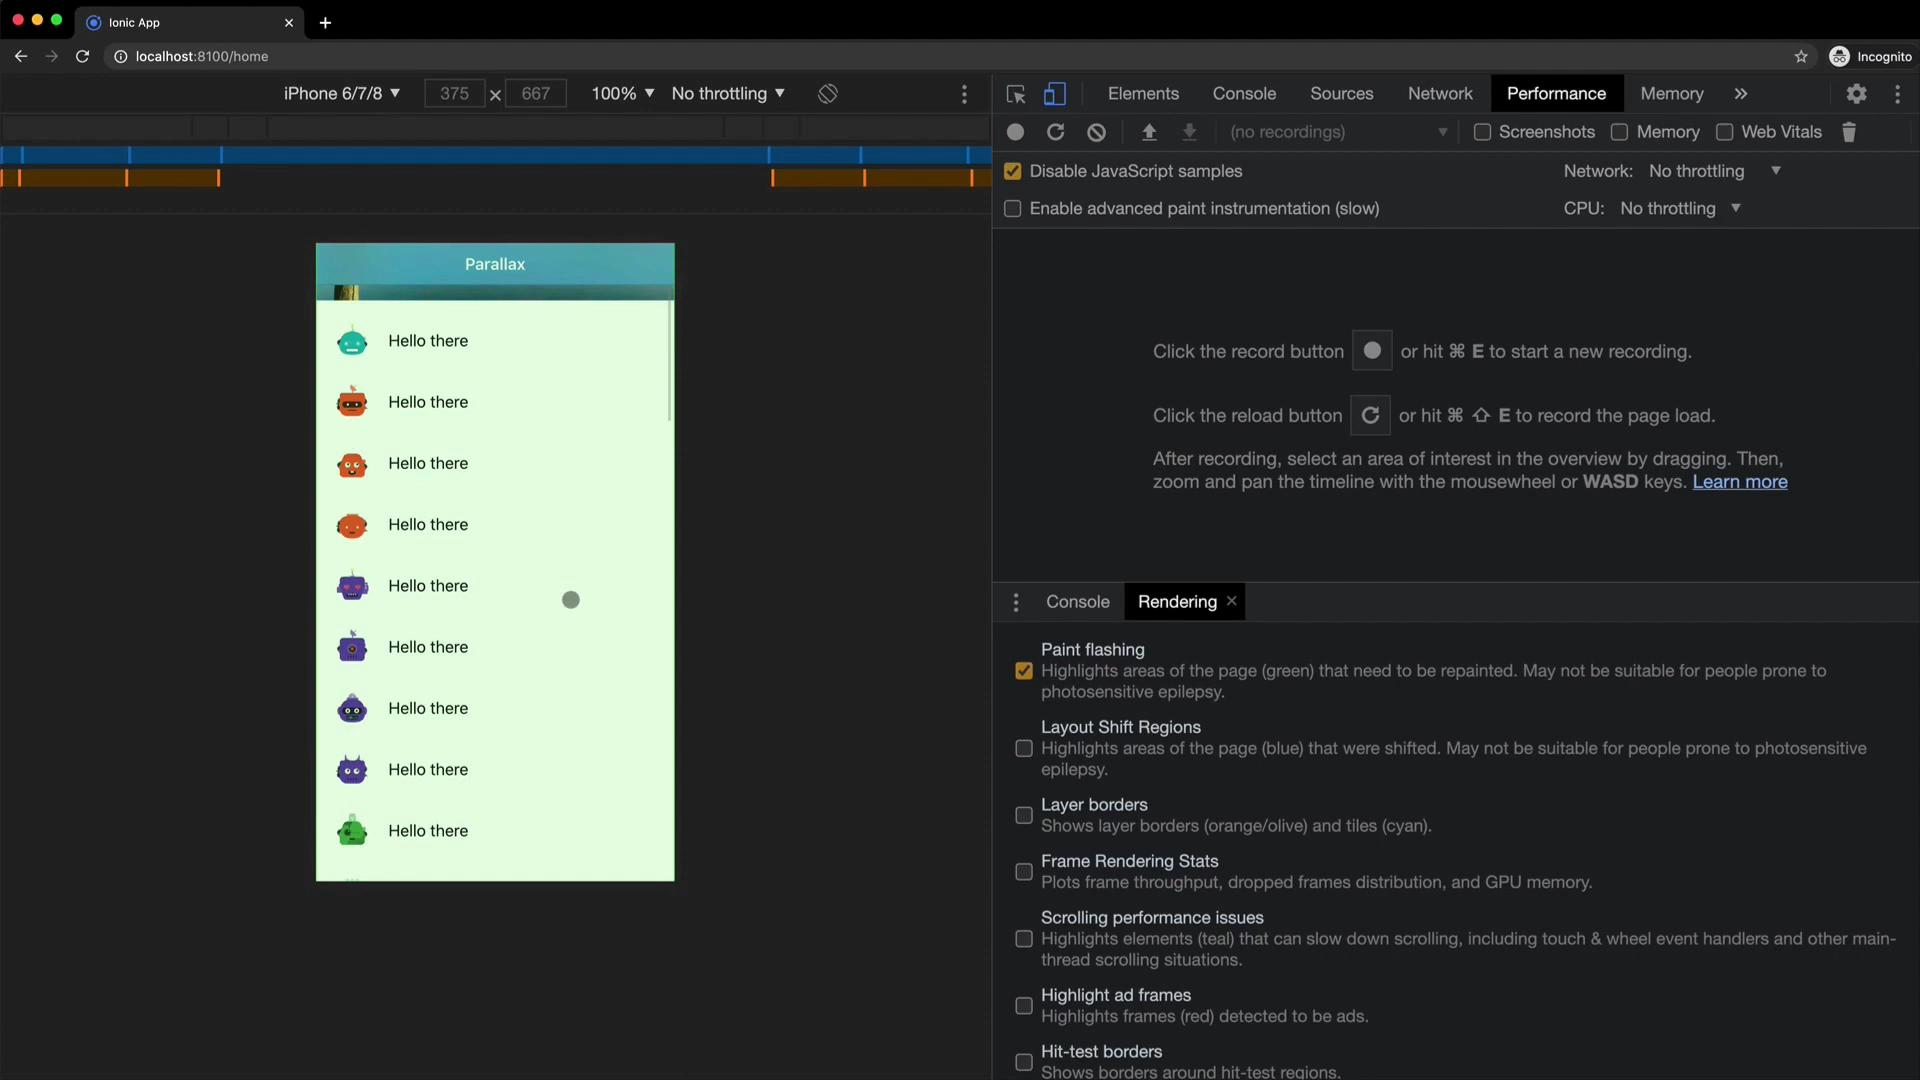 Ionic App
localhost:8100/home
Incognito
iPhone 6/7/8
375
667
100%
No throttling
Elements
Console
Sources
Network
Performance
Memory
(no recordings)
Screenshots
Memory
Web Vitals
Disable JavaScript samples
Network: No throttling
Enable advanced paint instrumentation (slow)
CPU: No throttling
Parallax
Hello there
Hello there
Hello there
Hello there
Hello there
Hello there
Hello there
Hello there
Hello there
Click the record button or hit ⌘ E to start a new recording.
Click the reload button or hit ⌘ ⇧ E to record the page load.
After recording, select an area of interest in the overview by dragging. Then,
zoom and pan the timeline with the mousewheel or WASD keys. Learn more
Console
Rendering
Paint flashing
Highlights areas of the page (green) that need to be repainted. May not be suitable for people prone to
photosensitive epilepsy.
Layout Shift Regions
Highlights areas of the page (blue) that were shifted. May not be suitable for people prone to photosensitive
epilepsy.
Layer borders
Shows layer borders (orange/olive) and tiles (cyan).
Frame Rendering Stats
Plots frame throughput, dropped frames distribution, and GPU memory.
Scrolling performance issues
Highlights elements (teal) that can slow down scrolling, including touch & wheel event handlers and other main-
thread scrolling situations.
Highlight ad frames
Highlights frames (red) detected to be ads.
Hit-test borders
Shows borders around hit-test regions.